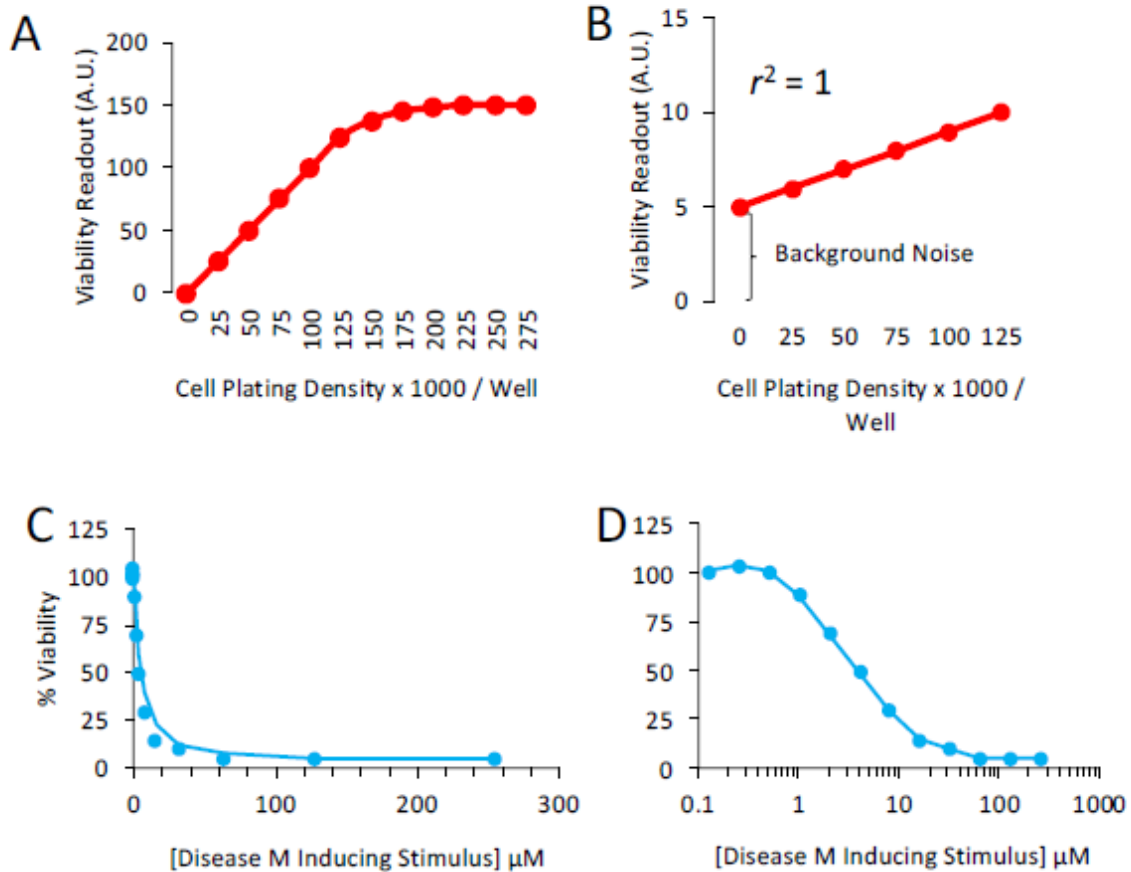 A
Viability Readout (A.U.)
200
150
100
50
0
0 25 50 75 100 125 150 175 200 225 250 275
Cell Plating Density x 1000 / Well
B
Viability Readout (A.U.)
15
10
5
0
r² = 1
Background Noise
0 25 50 75 100 125
Cell Plating Density x 1000 /
Well
C
% Viability
125
100
75
50
25
0
0 100 200 300
[Disease M Inducing Stimulus] μM
D
125
100
75
50
25
0
0.1 1 10 100 1000
[Disease M Inducing Stimulus] μM